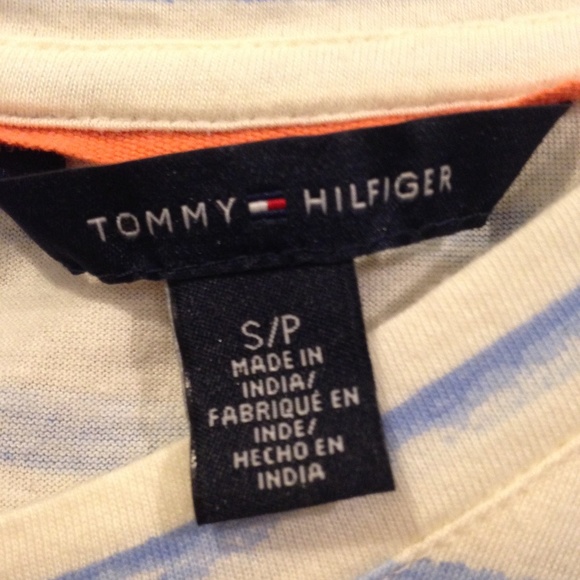 TOMMY HILFIGER
S/P
MADE IN
INDIA/
FABRIQUÉ EN
INDE/
HECHO EN
INDIA